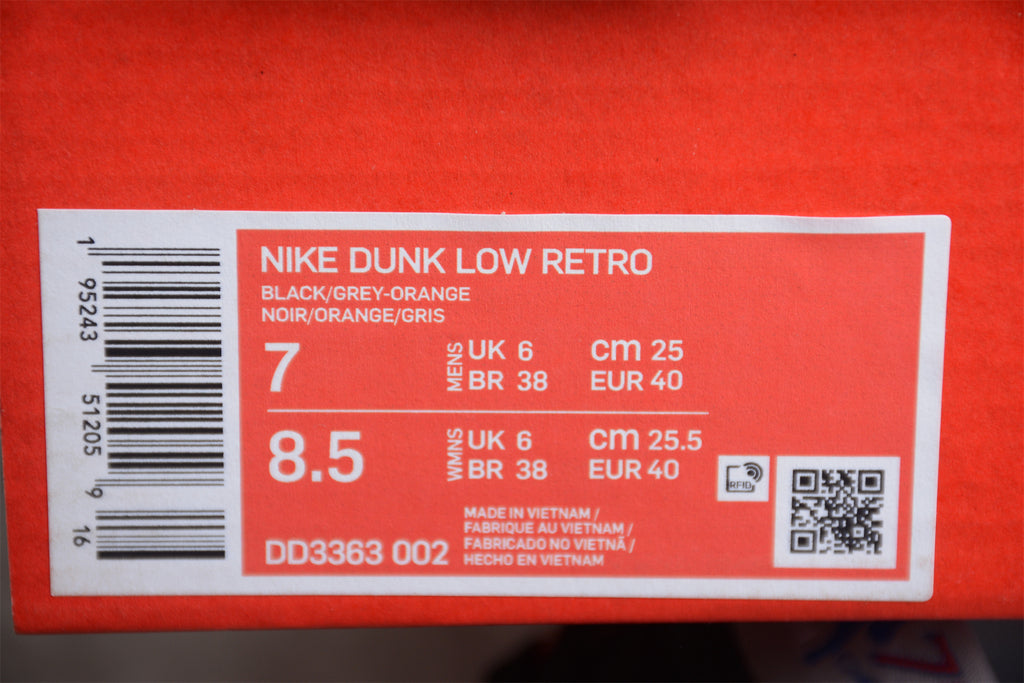 1 95243 51205 9 16
NIKE DUNK LOW RETRO
BLACK/GREY-ORANGE
NOIR/ORANGE/GRIS
7 MENS UK 6 cm 25
BR 38 EUR 40
8.5 WMNS UK 6 cm 25.5
BR 38 EUR 40
RFID
MADE IN VIETNAM /
FABRIQUE AU VIETNAM /
FABRICADO NO VIETNÃ /
HECHO EN VIETNAM
DD3363 002